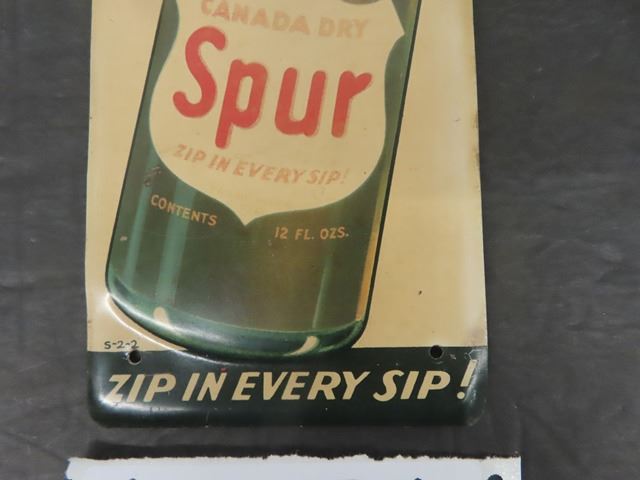 CANADA DRY
Spur
ZIP IN EVERY SIP!
CONTENTS 12 FL. OZS.
S-2-2
ZIP IN EVERY SIP!